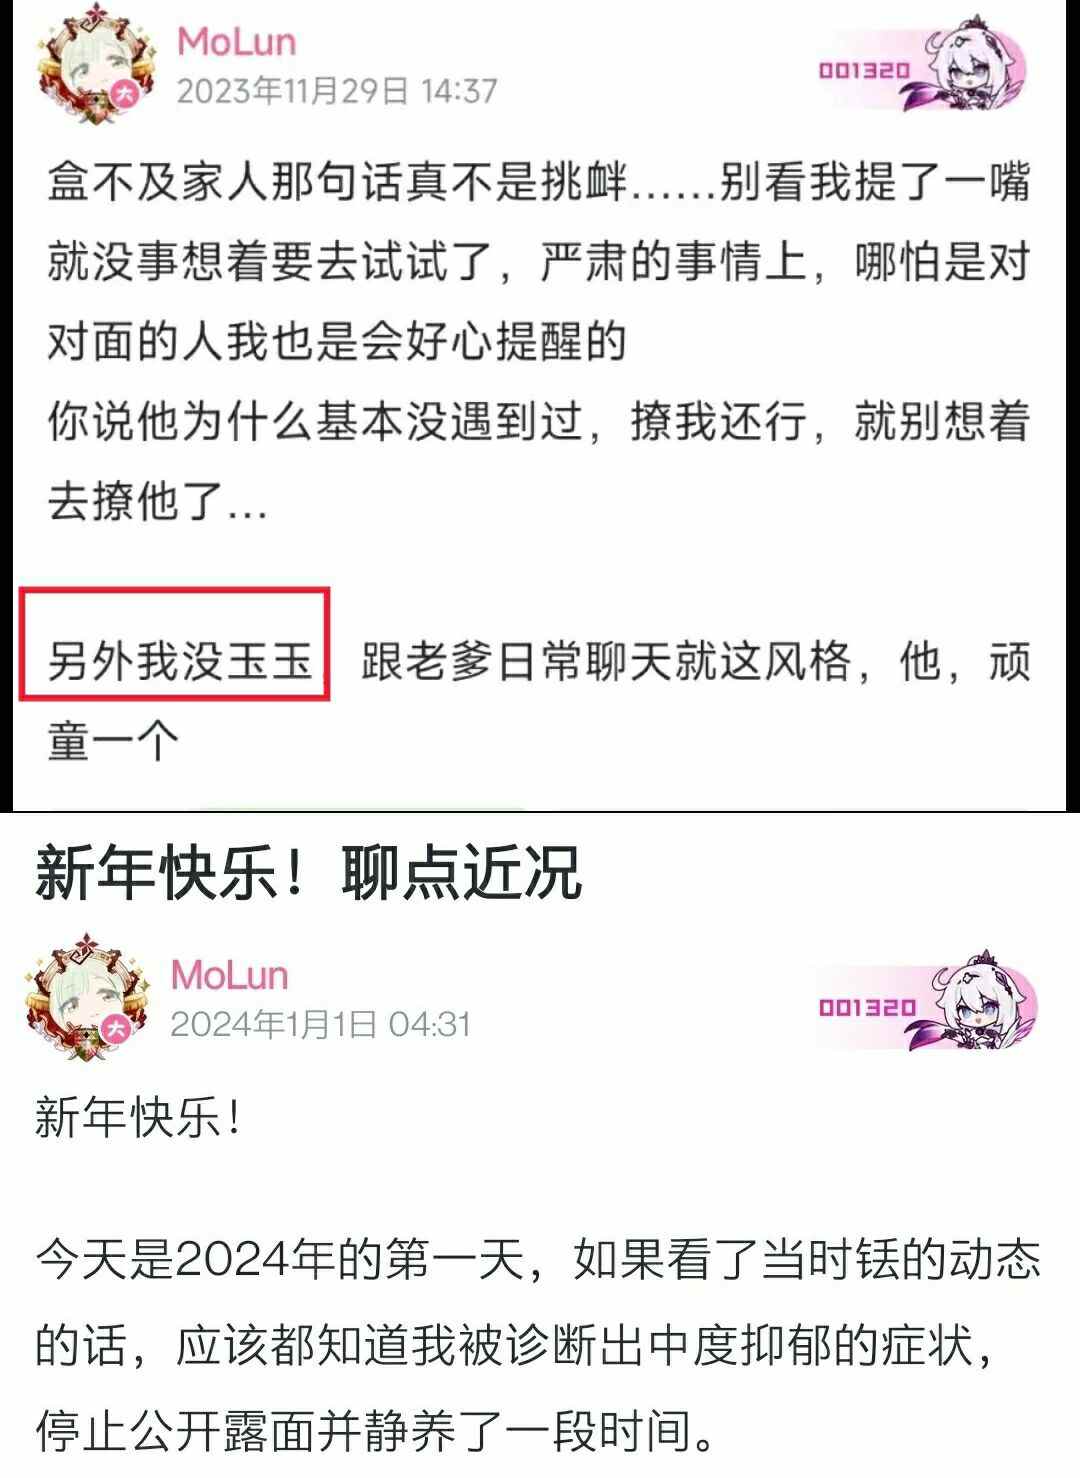 MoLun
2023年11月29日 14:37
001320
大
盒不及家人那句话真不是挑衅……别看我提了一嘴
就没事想着要去试试了，严肃的事情上，哪怕是对
对面的人我也是会好心提醒的
你说他为什么基本没遇到过，撩我还行，就别想着
去撩他了…
另外我没玉玉，跟老爹日常聊天就这风格，他，顽
童一个
新年快乐！聊点近况
MoLun
2024年1月1日 04:31
001320
大
新年快乐！
今天是2024年的第一天，如果看了当时铥的动态
的话，应该都知道我被诊断出中度抑郁的症状，
停止公开露面并静养了一段时间。